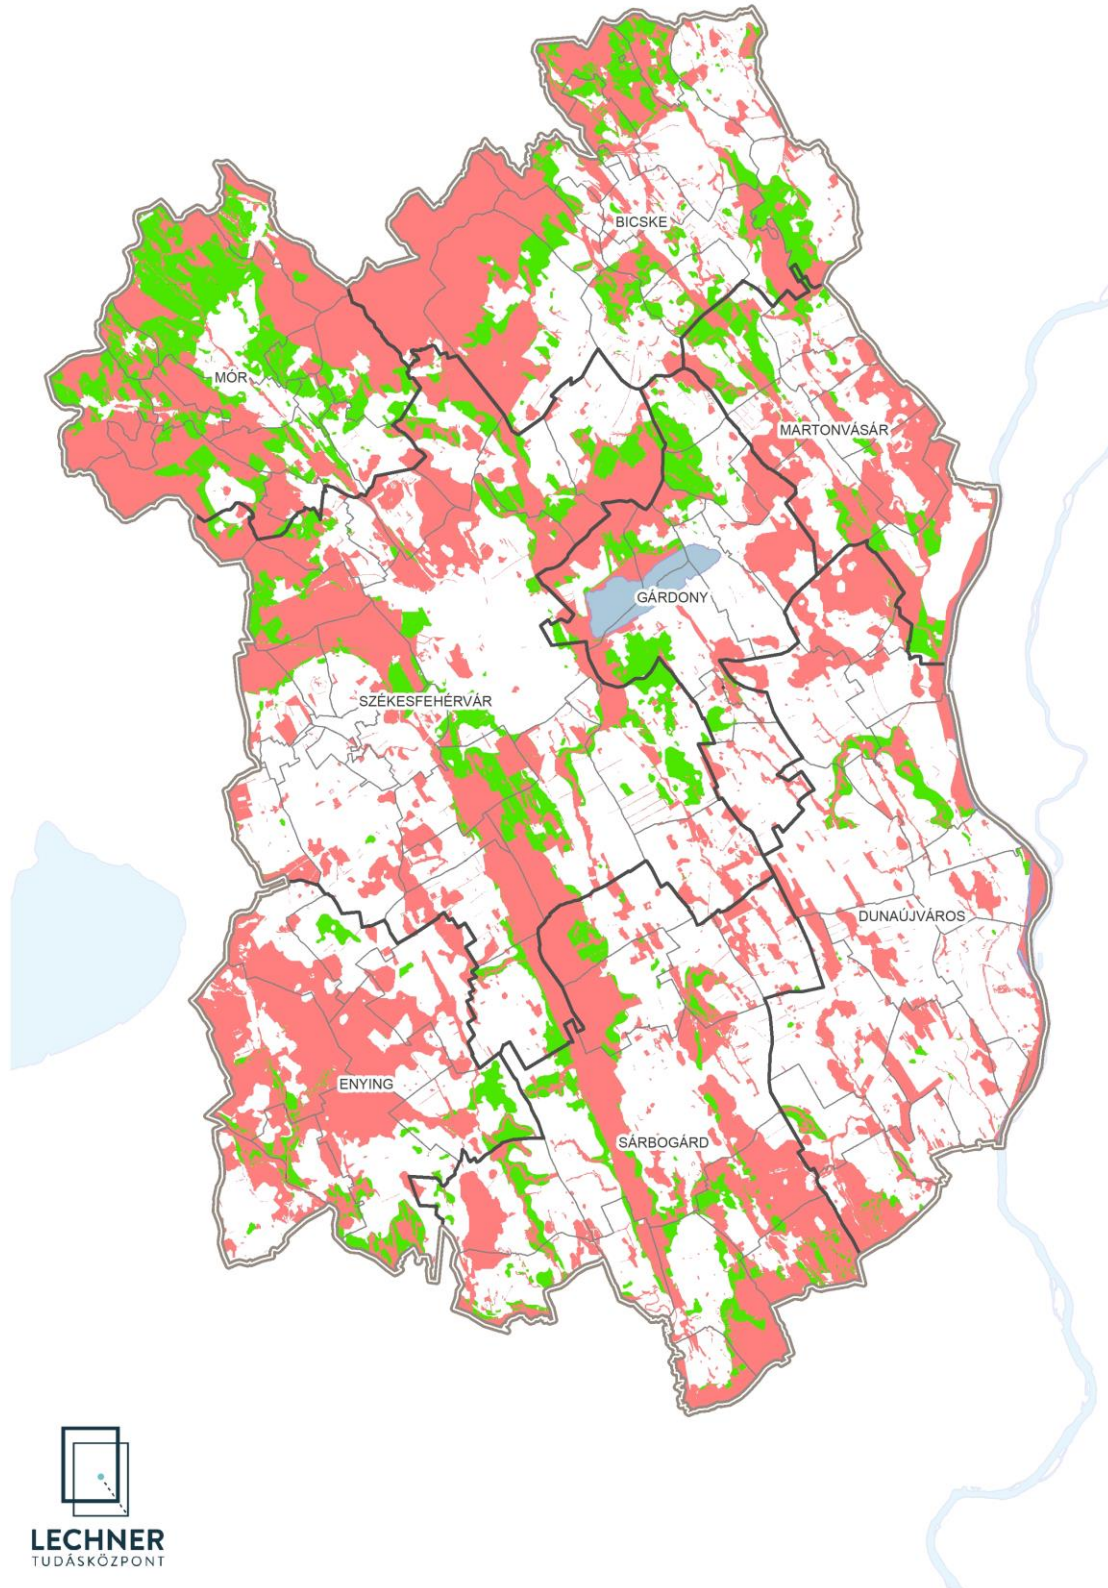 BICSKE
MÓR
MARTONVÁSÁR
GÁRDONY
SZÉKESFEHÉRVÁR
DUNAÚJVÁROS
ENYING
SÁRBOGÁRD
LECHNER
TUDÁSKÖZPONT